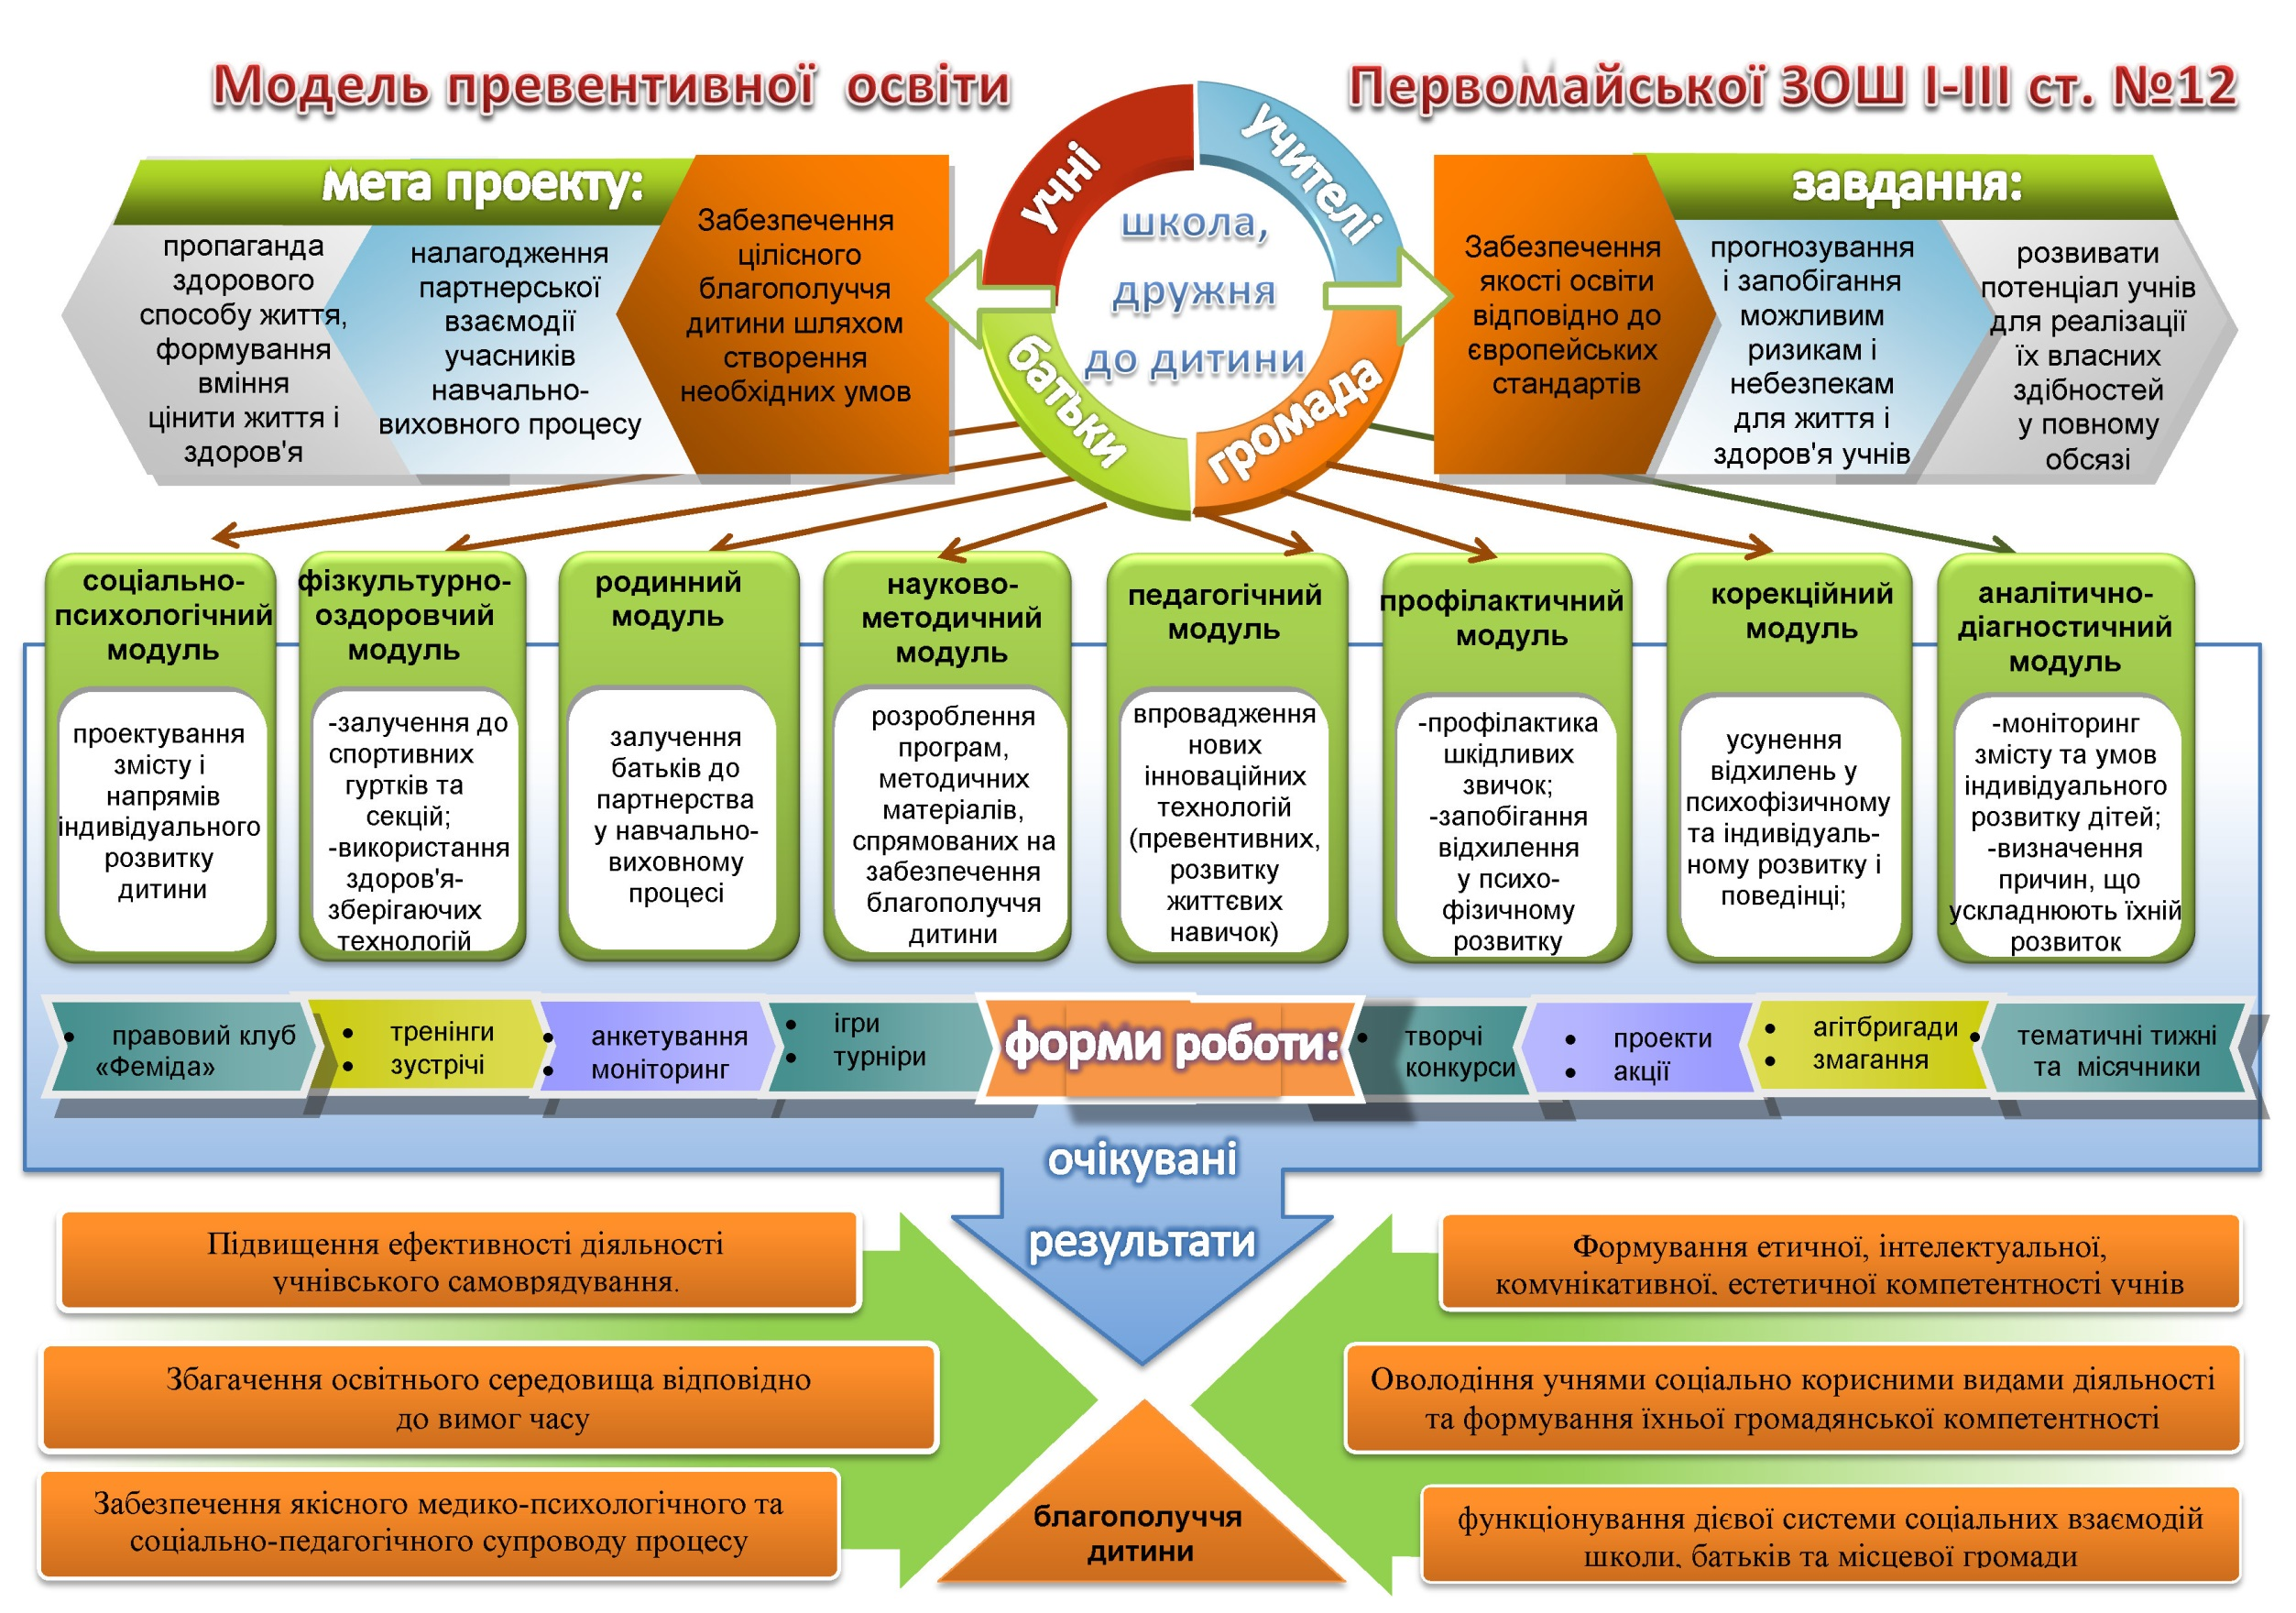 Модель превентивної освіти
Первомайської ЗОШ І-ІІІ ст. №12
мета проекту:
пропаганда
здорового
способу життя,
формування
вміння
цінити життя і
здоров'я
налагодження
партнерської
взаємодії
учасників
навчально-
виховного процесу
Забезпечення
цілісного
благополуччя
дитини шляхом
створення
необхідних умов
учні
учителі
батьки
громада
школа,
дружня
до дитини
завдання:
Забезпечення
якості освіти
відповідно до
європейських
стандартів
прогнозування
і запобігання
можливим
ризикам і
небезпекам
для життя і
здоров'я учнів
розвивати
потенціал учнів
для реалізації
їх власних
здібностей
у повному
обсязі
соціально-
психологічний
модуль
проектування
змісту і
напрямів
індивідуального
розвитку
дитини
фізкультурно-
оздоровчий
модуль
-залучення до
спортивних
гуртків та
секцій;
-використання
здоров'я-
зберігаючих
технологій
родинний
модуль
залучення
батьків до
партнерства
у навчально-
виховному
процесі
науково-
методичний
модуль
розроблення
програм,
методичних
матеріалів,
спрямованих на
забезпечення
благополуччя
дитини
педагогічний
модуль
впровадження
нових
інноваційних
технологій
(превентивних,
розвитку
життєвих
навичок)
профілактичний
модуль
-профілактика
шкідливих
звичок;
-запобігання
відхилення
у психо-
фізичному
розвитку
корекційний
модуль
усунення
відхилень у
психофізичному
та індивідуаль-
ному розвитку і
поведінці;
аналітично-
діагностичний
модуль
-моніторинг
змісту та умов
індивідуального
розвитку дітей;
-визначення
причин, що
ускладнюють їхній
розвиток
• правовий клуб
«Феміда»
• тренінги
• зустрічі
• анкетування
• моніторинг
• ігри
• турніри
форми роботи:
• творчі
конкурси
• проекти
• акції
• агітбригади
• змагання
• тематичні тижні
та місячники
очікувані
результати
Підвищення ефективності діяльності
учнівського самоврядування.
Збагачення освітнього середовища відповідно
до вимог часу
Забезпечення якісного медико-психологічного та
соціально-педагогічного супроводу процесу
благополуччя
дитини
Формування етичної, інтелектуальної,
комунікативної, естетичної компетентності учнів
Оволодіння учнями соціально корисними видами діяльності
та формування їхньої громадянської компетентності
функціонування дієвої системи соціальних взаємодій
школи, батьків та місцевої громади